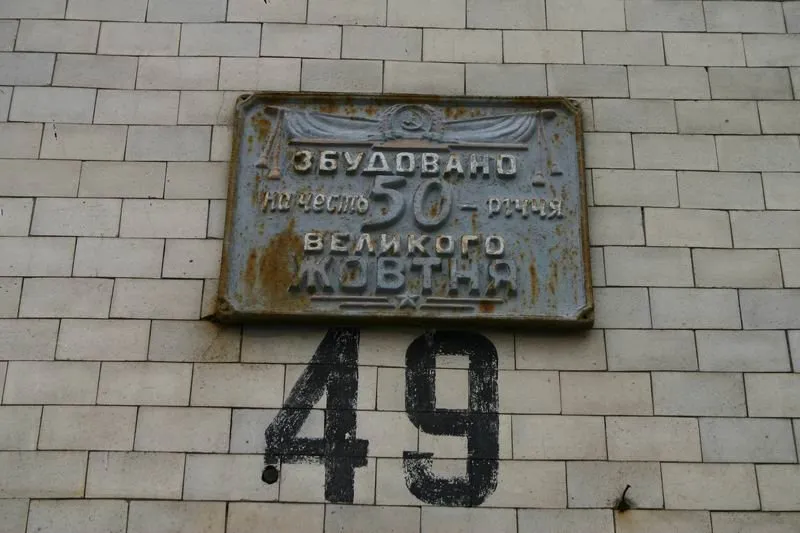 ЗБУДОВАНО
на честь 50 - річчя
ВЕЛИКОГО
ЖОВТНЯ
49